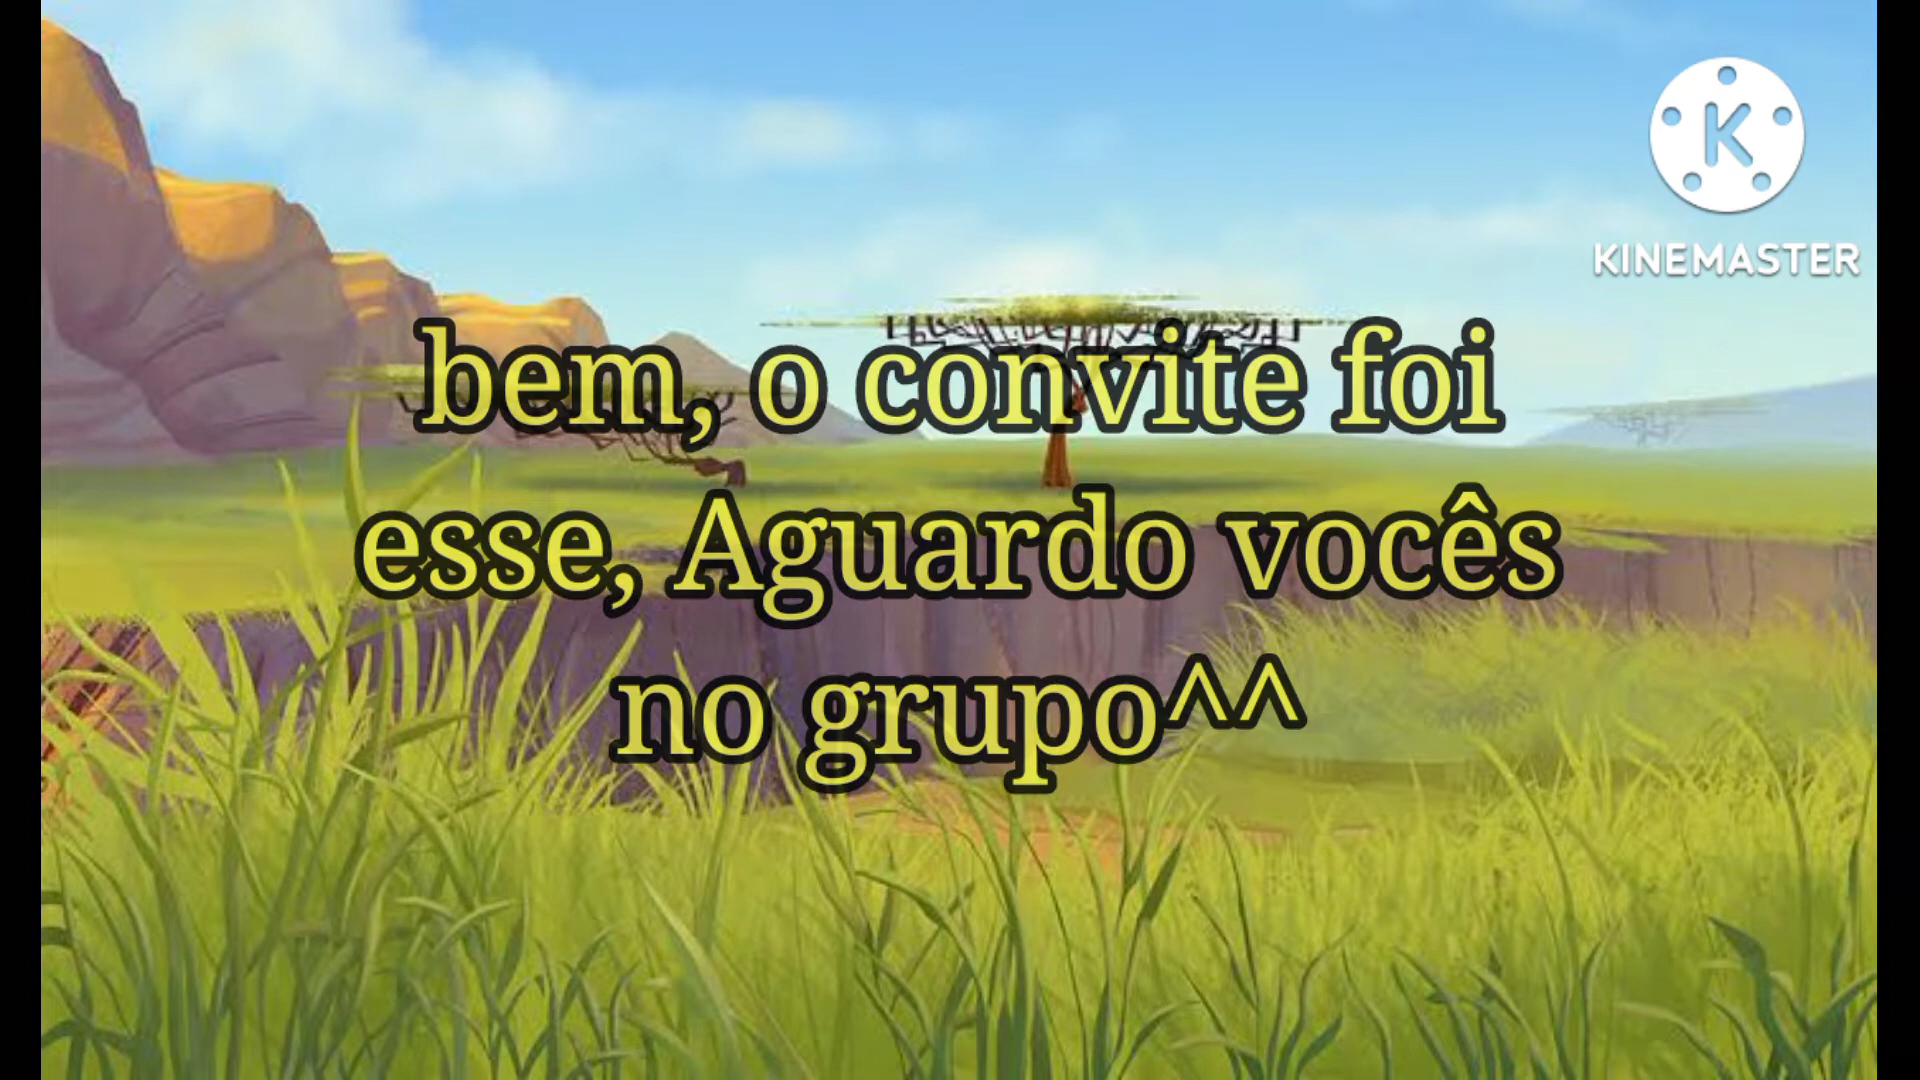 K
KINEMASTER
bem, o convite foi
esse, Aguardo vocês
no grupo^^